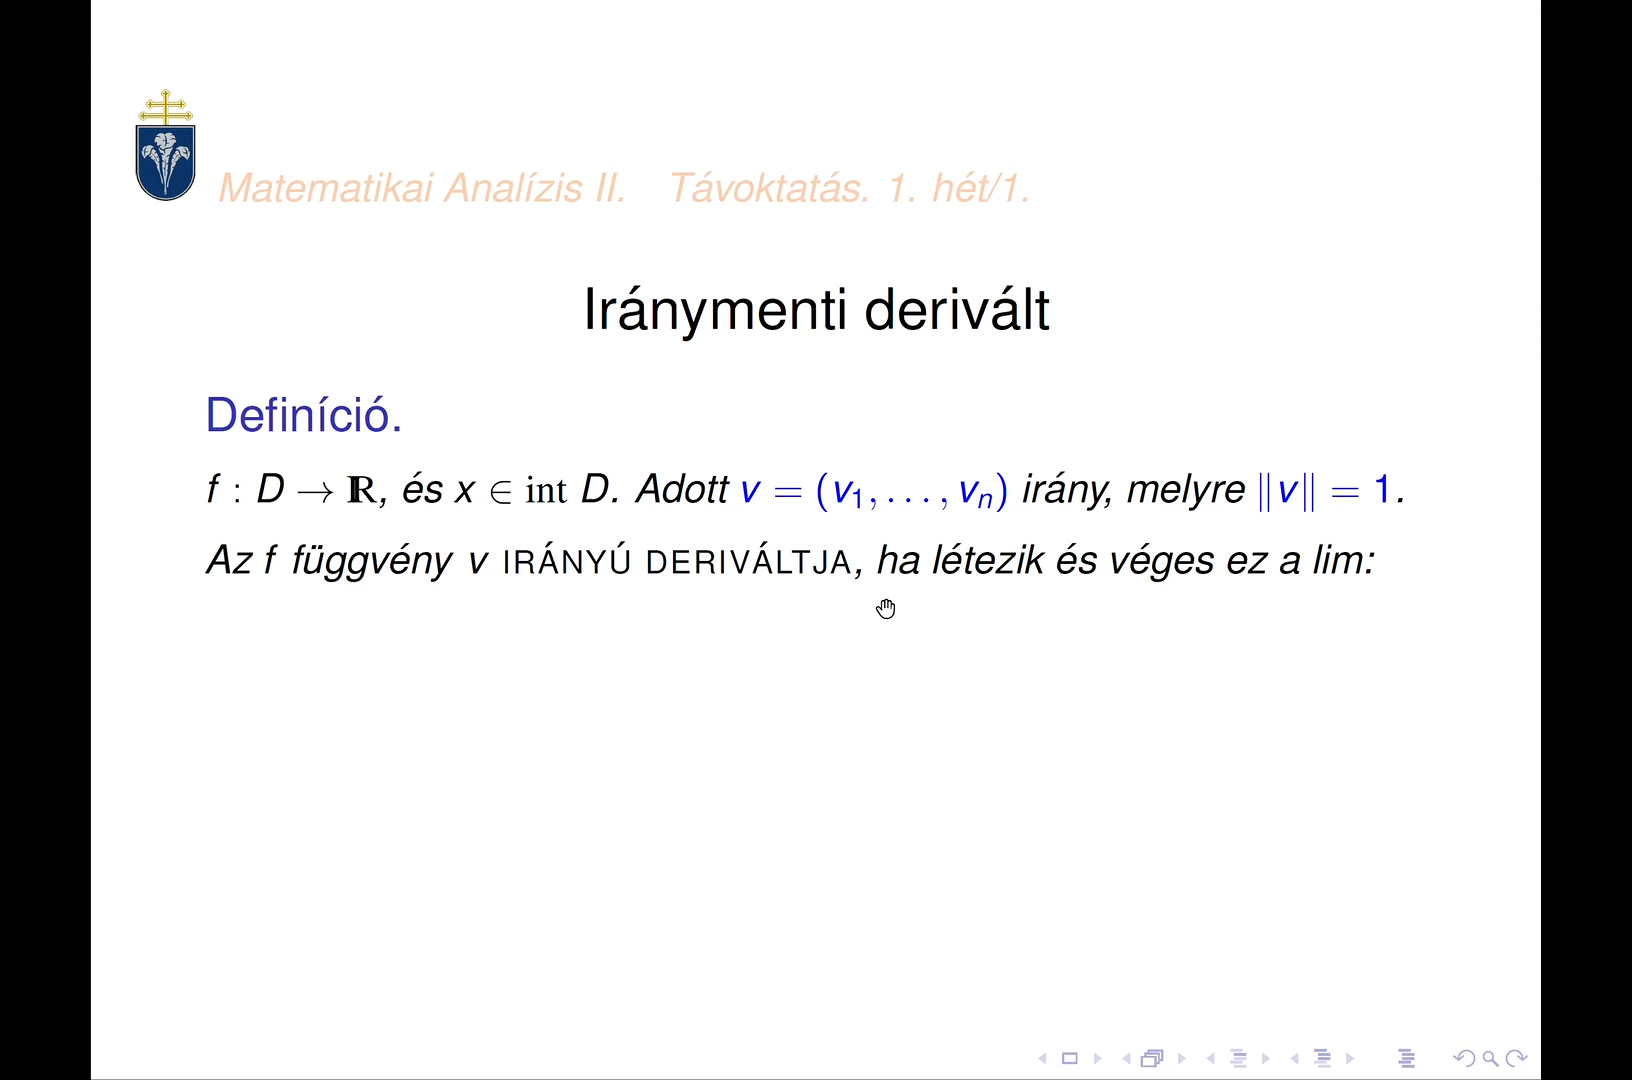 Matematikai Analízis II. Távoktatás. 1. hét/1.
Iránymenti derivált
Definíció.
f : D → ℝ, és x ∈ int D. Adott v = (v₁, . . . , vₙ) irány, melyre ‖v‖ = 1.
Az f függvény v IRÁNYÚ DERIVÁLTJA, ha létezik és véges ez a lim: